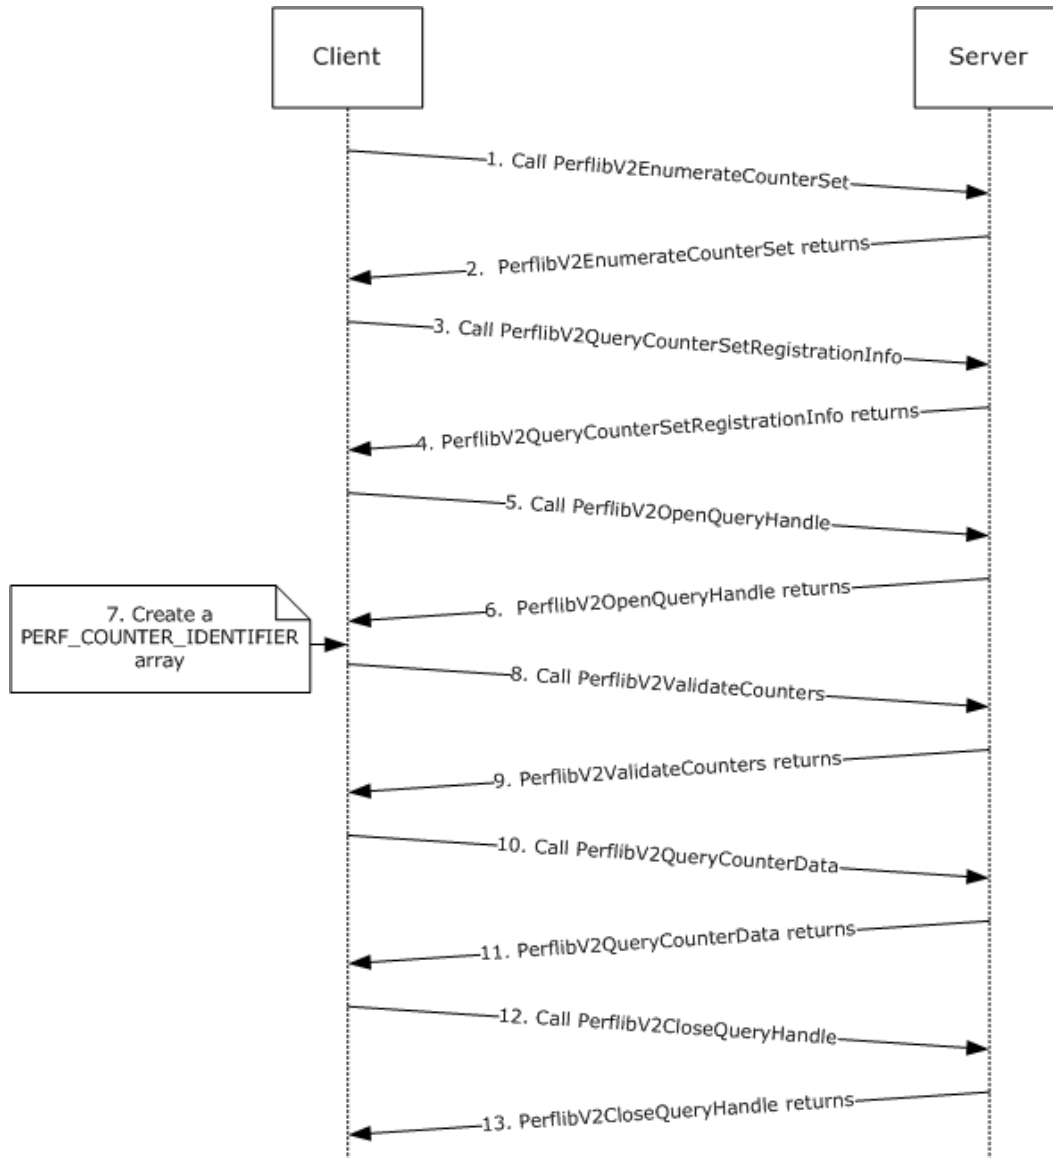 Client
Server
1. Call PerflibV2EnumerateCounterSet
2.  PerflibV2EnumerateCounterSet returns
3. Call PerflibV2QueryCounterSetRegistrationInfo
4. PerflibV2QueryCounterSetRegistrationInfo returns
5. Call PerflibV2OpenQueryHandle
6.  PerflibV2OpenQueryHandle returns
7. Create a
PERF_COUNTER_IDENTIFIER
array
8. Call PerflibV2ValidateCounters
9. PerflibV2ValidateCounters returns
10. Call PerflibV2QueryCounterData
11. PerflibV2QueryCounterData returns
12. Call PerflibV2CloseQueryHandle
13. PerflibV2CloseQueryHandle returns